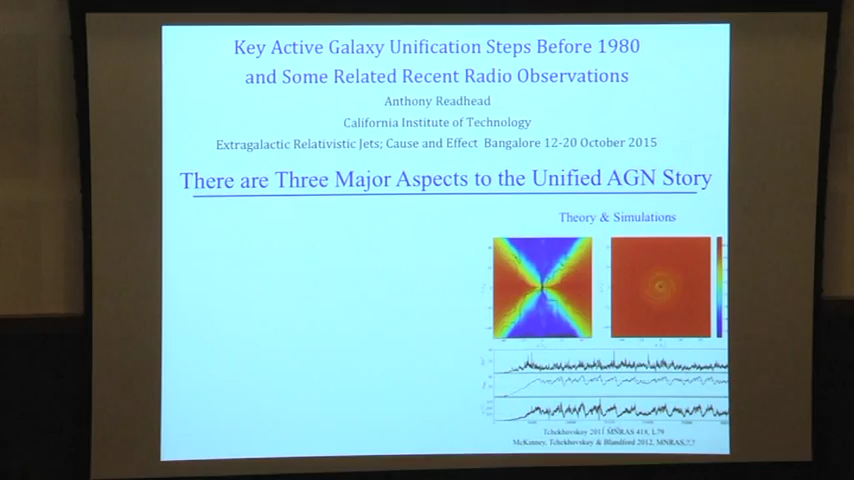 Key Active Galaxy Unification Steps Before 1980
and Some Related Recent Radio Observations
Anthony Readhead
California Institute of Technology
Extragalactic Relativistic Jets; Cause and Effect Bangalore 12-20 October 2015
There are Three Major Aspects to the Unified AGN Story
Theory & Simulations
Tchekhovskoy 2011 MNRAS 418, L79
McKinney, Tchekhovskoy & Blandford 2012, MNRAS,?,?